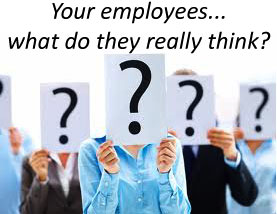 Your employees...
what do they really think?
? ? ? ? ?